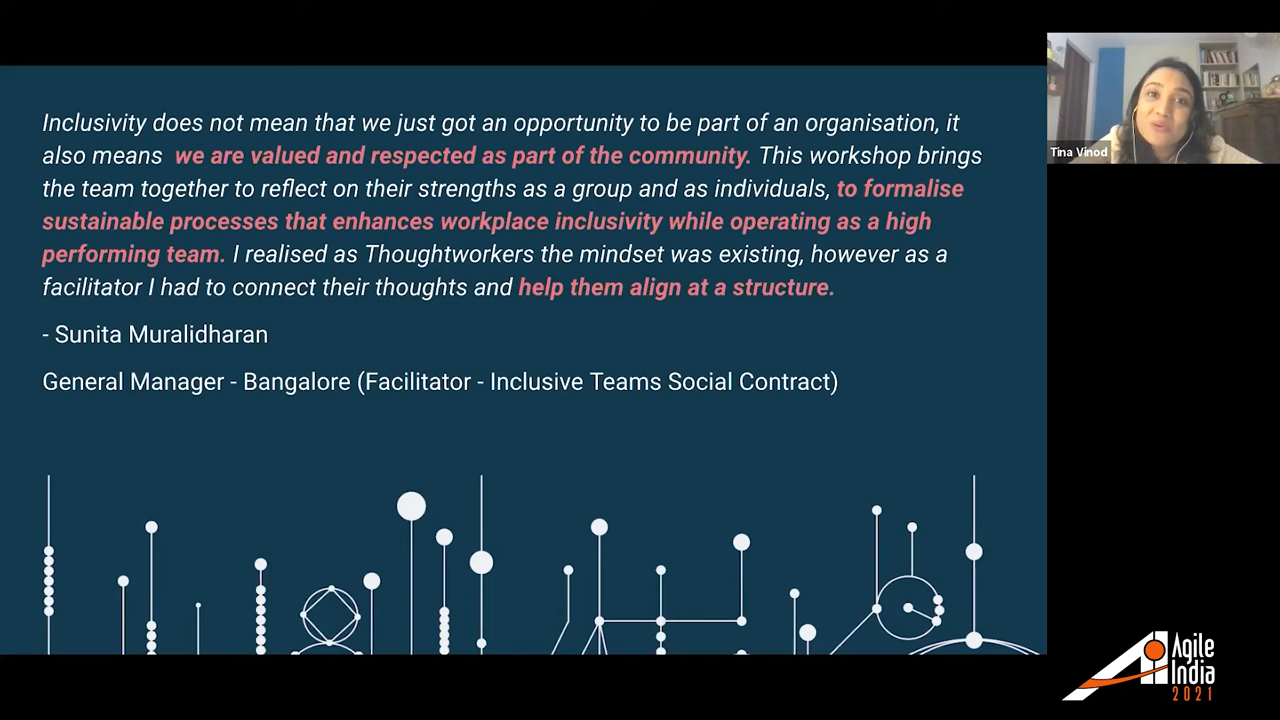 Inclusivity does not mean that we just got an opportunity to be part of an organisation, it
also means we are valued and respected as part of the community. This workshop brings
the team together to reflect on their strengths as a group and as individuals, to formalise
sustainable processes that enhances workplace inclusivity while operating as a high
performing team. I realised as Thoughtworkers the mindset was existing, however as a
facilitator I had to connect their thoughts and help them align at a structure.
- Sunita Muralidharan
General Manager - Bangalore (Facilitator - Inclusive Teams Social Contract)
Tina Vinod
Agile
India
2021